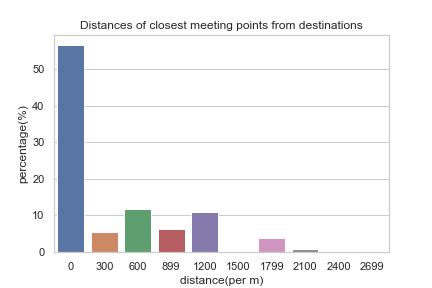 Distances of closest meeting points from destinations
percentage(%)
50
40
30
20
10
0
0 300 600 899 1200 1500 1799 2100 2400 2699
distance(per m)